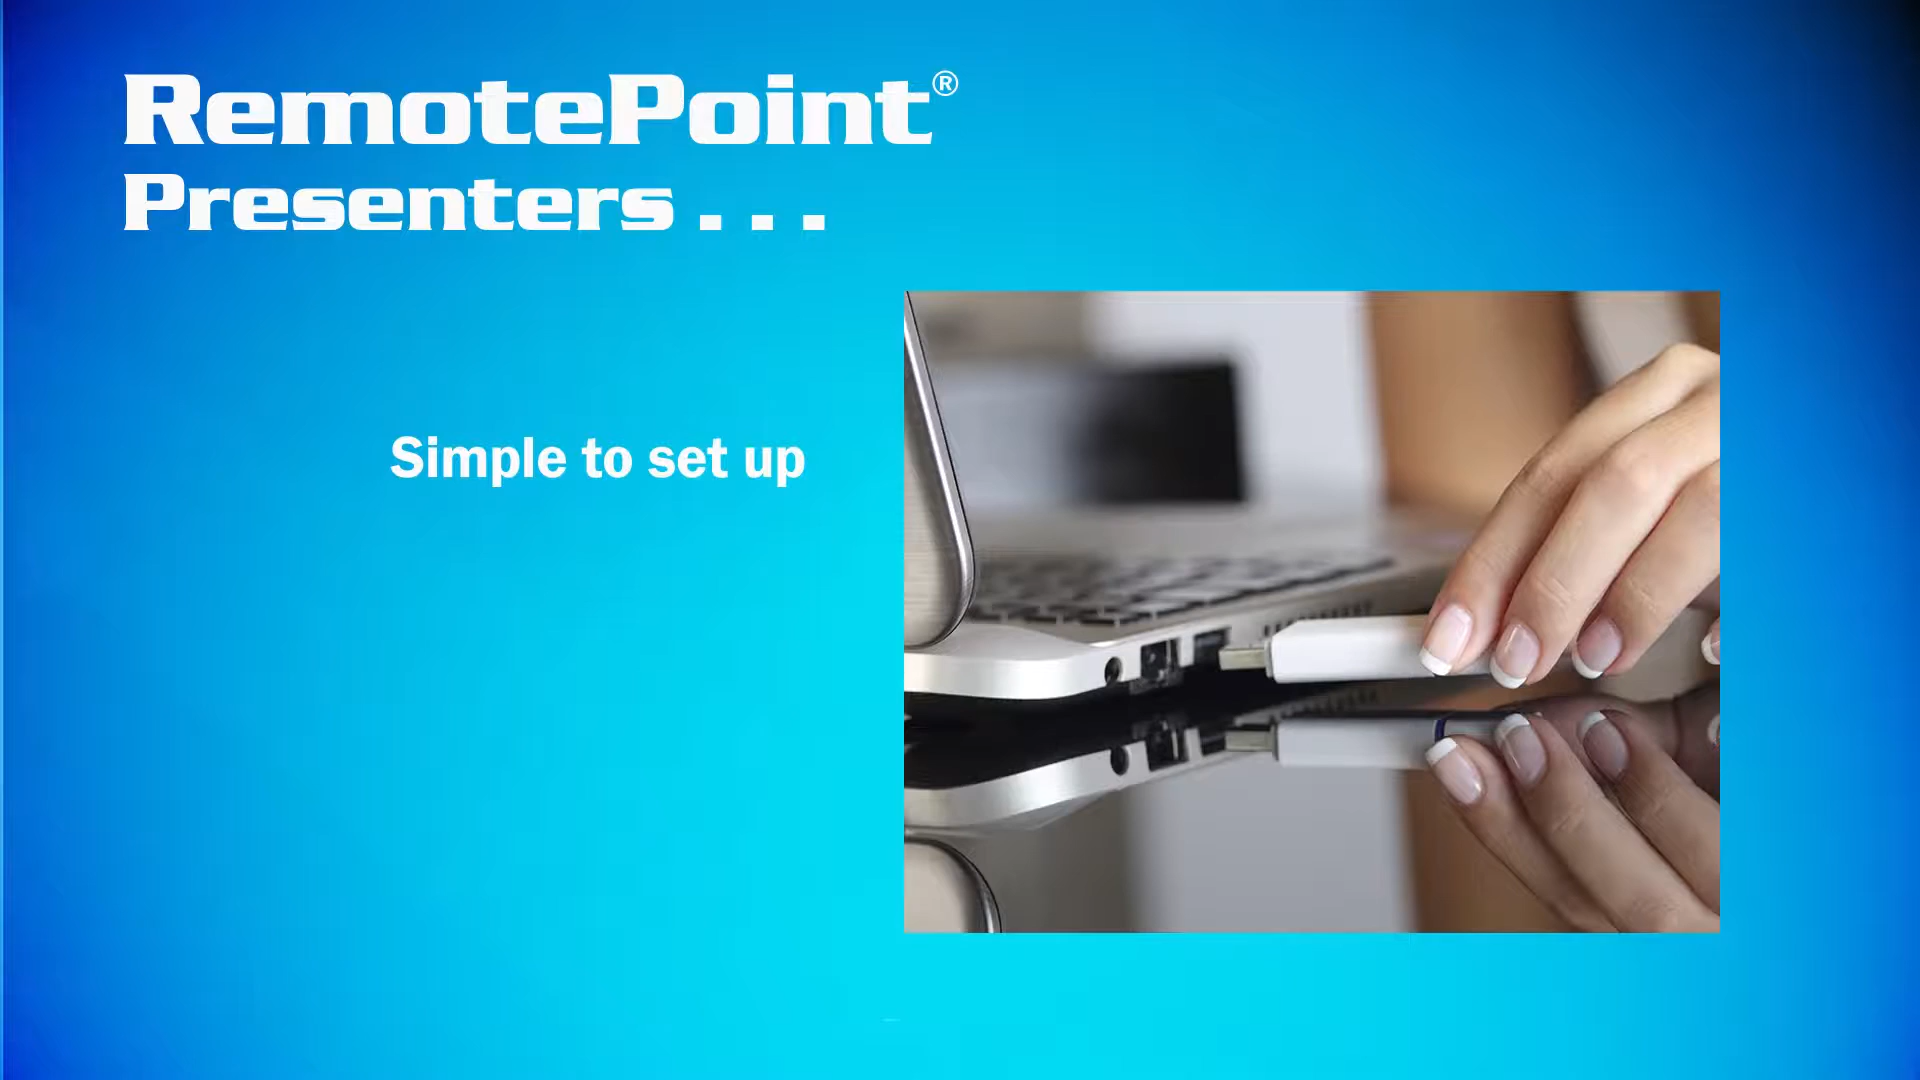 RemotePoint®
Presenters . . .
Simple to set up